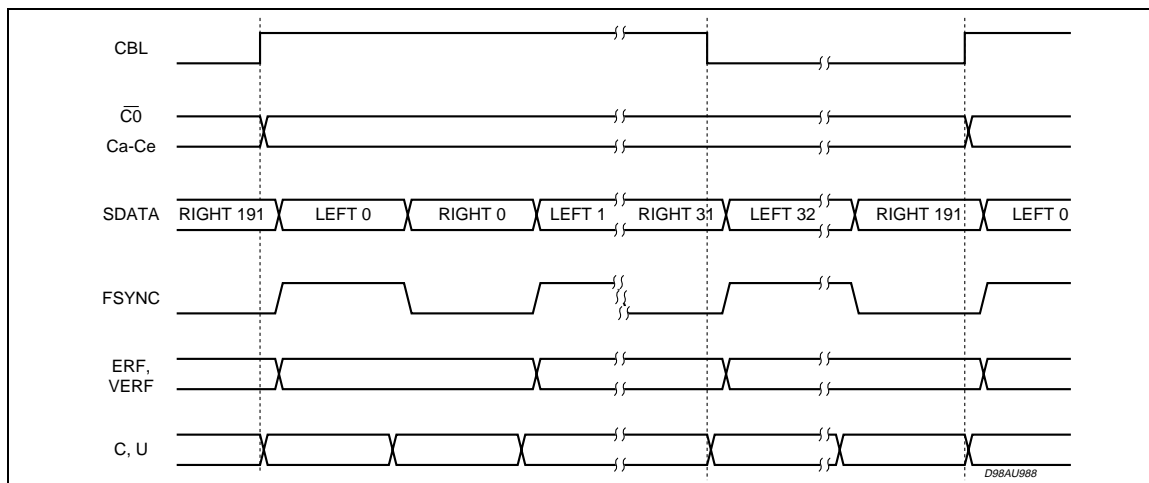 CBL
C0
Ca-Ce
SDATA RIGHT 191 LEFT 0 RIGHT 0 LEFT 1 RIGHT 31 LEFT 32 RIGHT 191 LEFT 0
FSYNC
ERF,
VERF
C, U
D98AU988